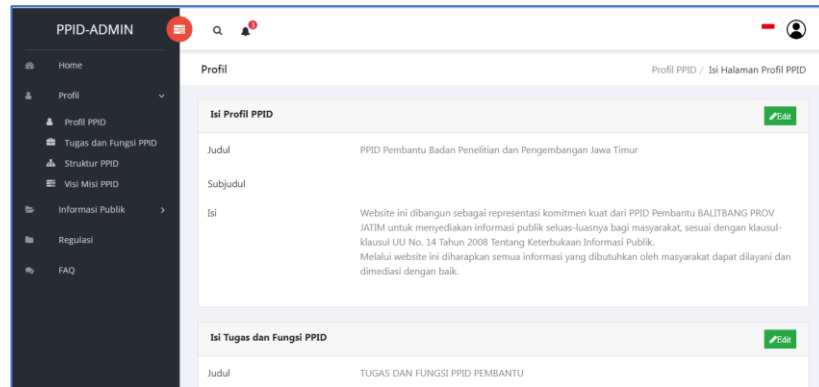 PPID-ADMIN
Home
Profil
Profil PPID
Tugas dan Fungsi PPID
Struktur PPID
Visi Misi PPID
Informasi Publik
Regulasi
FAQ
Profil
Profil PPID / Isi Halaman Profil PPID
Isi Profil PPID
Edit
Judul
PPID Pembantu Badan Penelitian dan Pengembangan Jawa Timur
Subjudul
Isi
Website ini dibangun sebagai representasi komitmen kuat dari PPID Pembantu BALITBANG PROV
JATIM untuk menyediakan informasi publik seluas-luasnya bagi masyarakat, sesuai dengan klausul-
klausul UU No. 14 Tahun 2008 Tentang Keterbukaan Informasi Publik.
Melalui website ini diharapkan semua informasi yang dibutuhkan oleh masyarakat dapat dilayani dan
dimediasi dengan baik.
Isi Tugas dan Fungsi PPID
Edit
Judul
TUGAS DAN FUNGSI PPID PEMBANTU